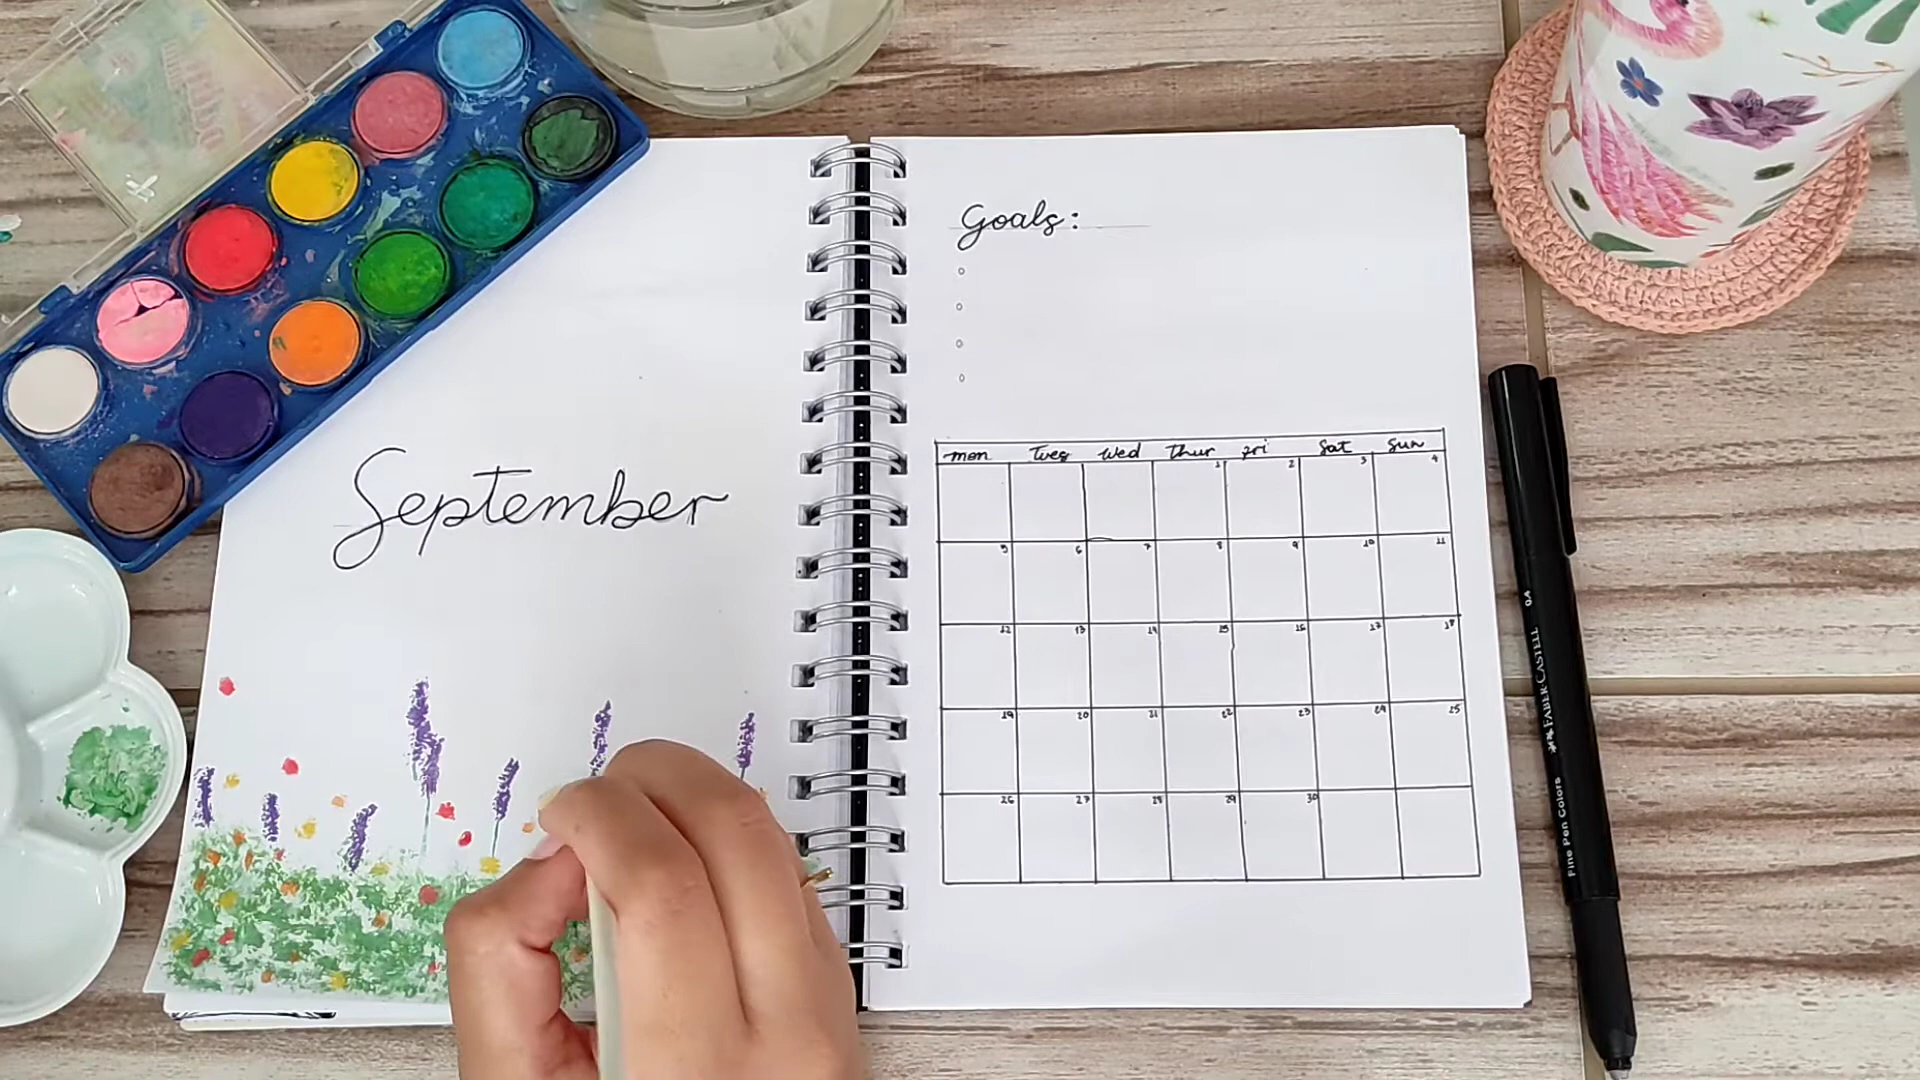 September
Goals:
mon Tues Wed Thur Fri Sat Sun
1 2 3 4
5 6 7 8 9 10 11
12 13 14 15 16 17 18
19 20 21 22 23 24 25
26 27 28 29 30
Fine Pen Colors FABER-CASTELL 0.4